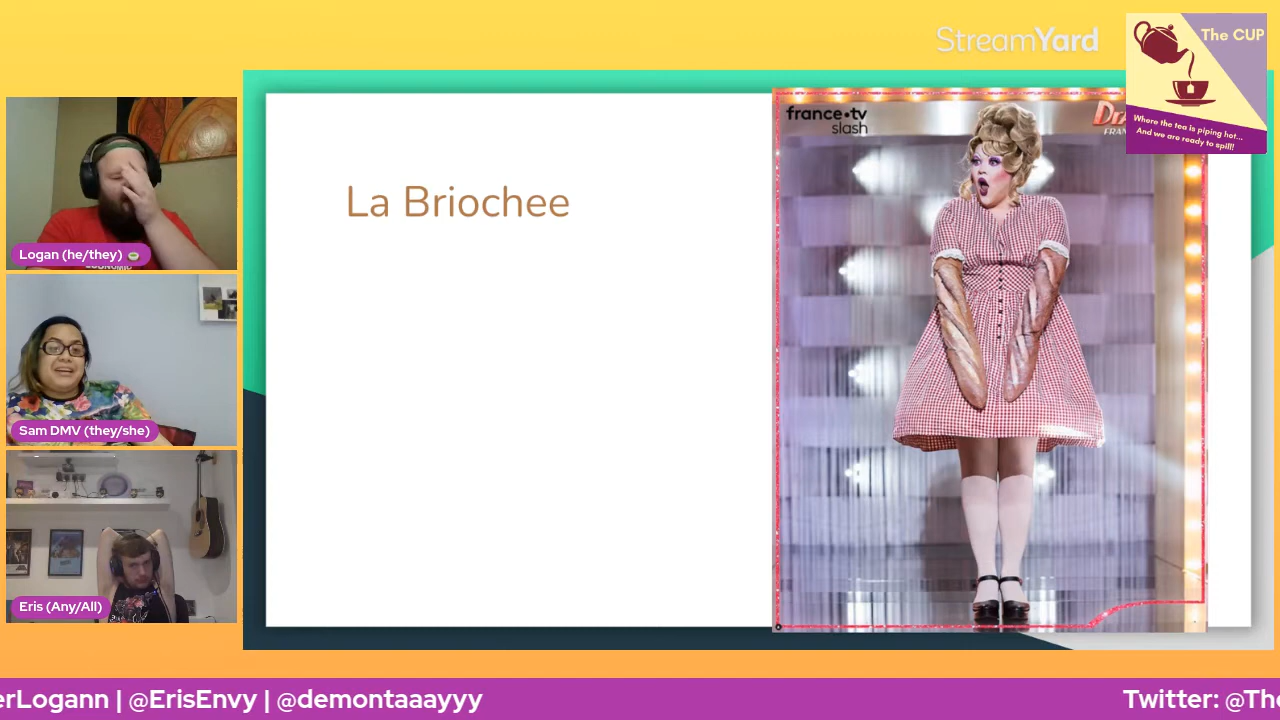 StreamYard
The CUP
Where the tea is piping hot...
And we are ready to spill!
france•tv
slash
FRAN
La Briochee
Logan (he/they) 🍵
Sam DMV (they/she)
Eris (Any/All)
erLogann | @ErisEnvy | @demontaaayyy
Twitter: @The